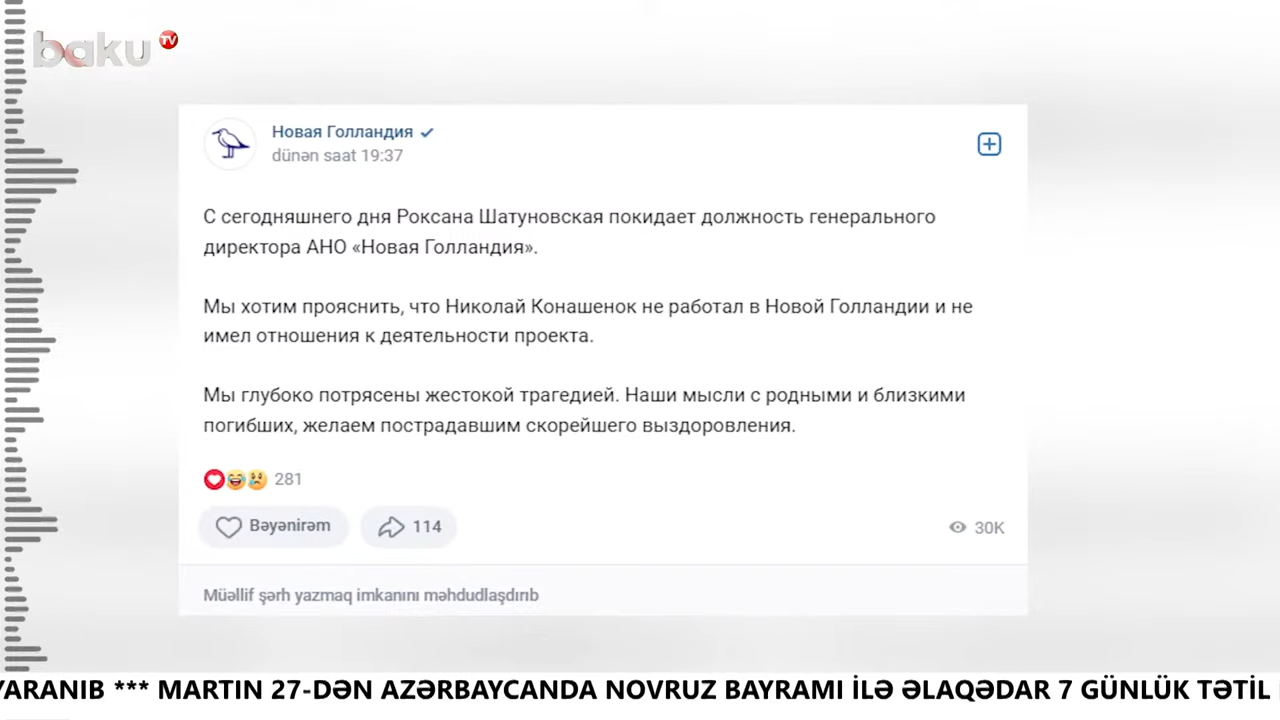 baku TV
Новая Голландия
dünən saat 19:37
С сегодняшнего дня Роксана Шатуновская покидает должность генерального
директора АНО «Новая Голландия».
Мы хотим прояснить, что Николай Конашенок не работал в Новой Голландии и не
имел отношения к деятельности проекта.
Мы глубоко потрясены жестокой трагедией. Наши мысли с родными и близкими
погибших, желаем пострадавшим скорейшего выздоровления.
281
Bəyənirəm
114
30K
Müəllif şərh yazmaq imkanını məhdudlaşdırıb
YARANIB *** MARTIN 27-DƏN AZƏRBAYCANDA NOVRUZ BAYRAMI İLƏ ƏLAQƏDAR 7 GÜNLÜK TƏTİL